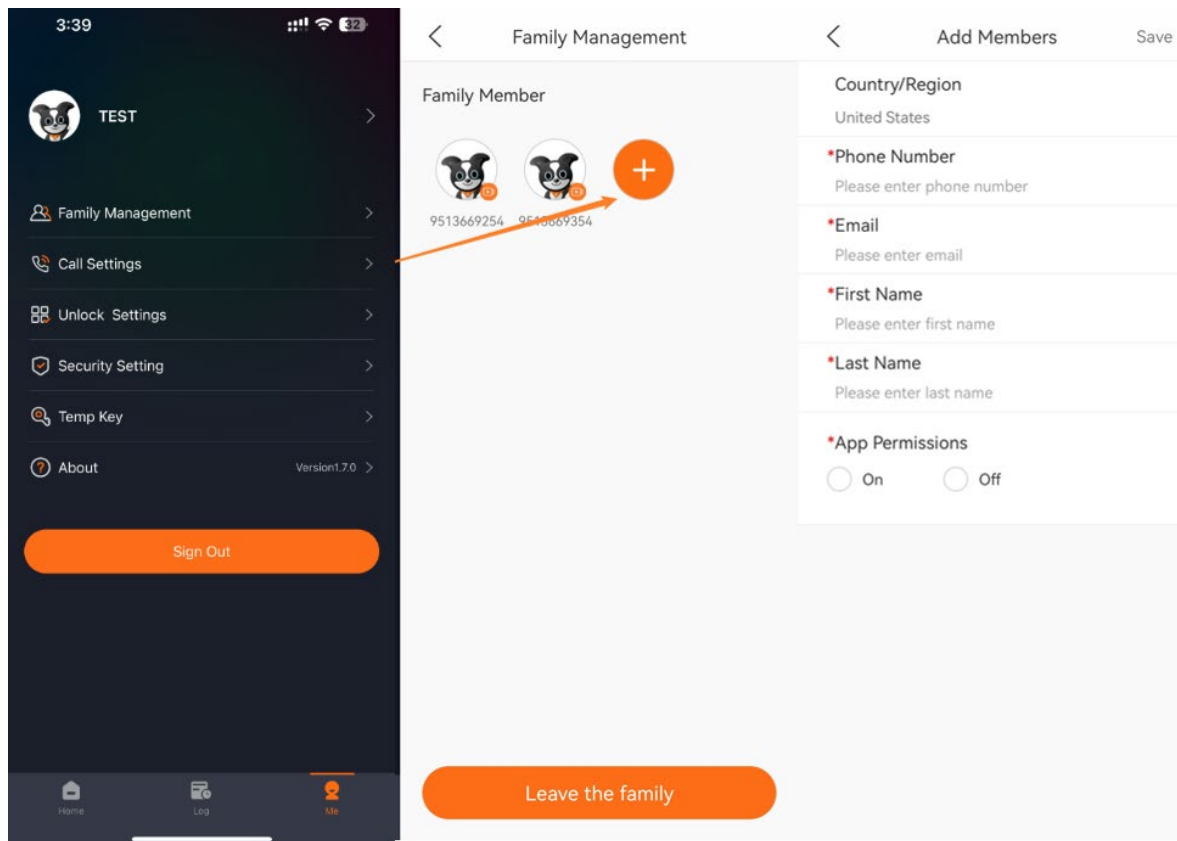 3:39
32
TEST
Family Management
Call Settings
Unlock Settings
Security Setting
Temp Key
About
Version1.7.0
Sign Out
Home
Log
Me
Family Management
Family Member
9513669254
9513669354
Leave the family
Add Members
Save
Country/Region
United States
*Phone Number
Please enter phone number
*Email
Please enter email
*First Name
Please enter first name
*Last Name
Please enter last name
*App Permissions
On
Off